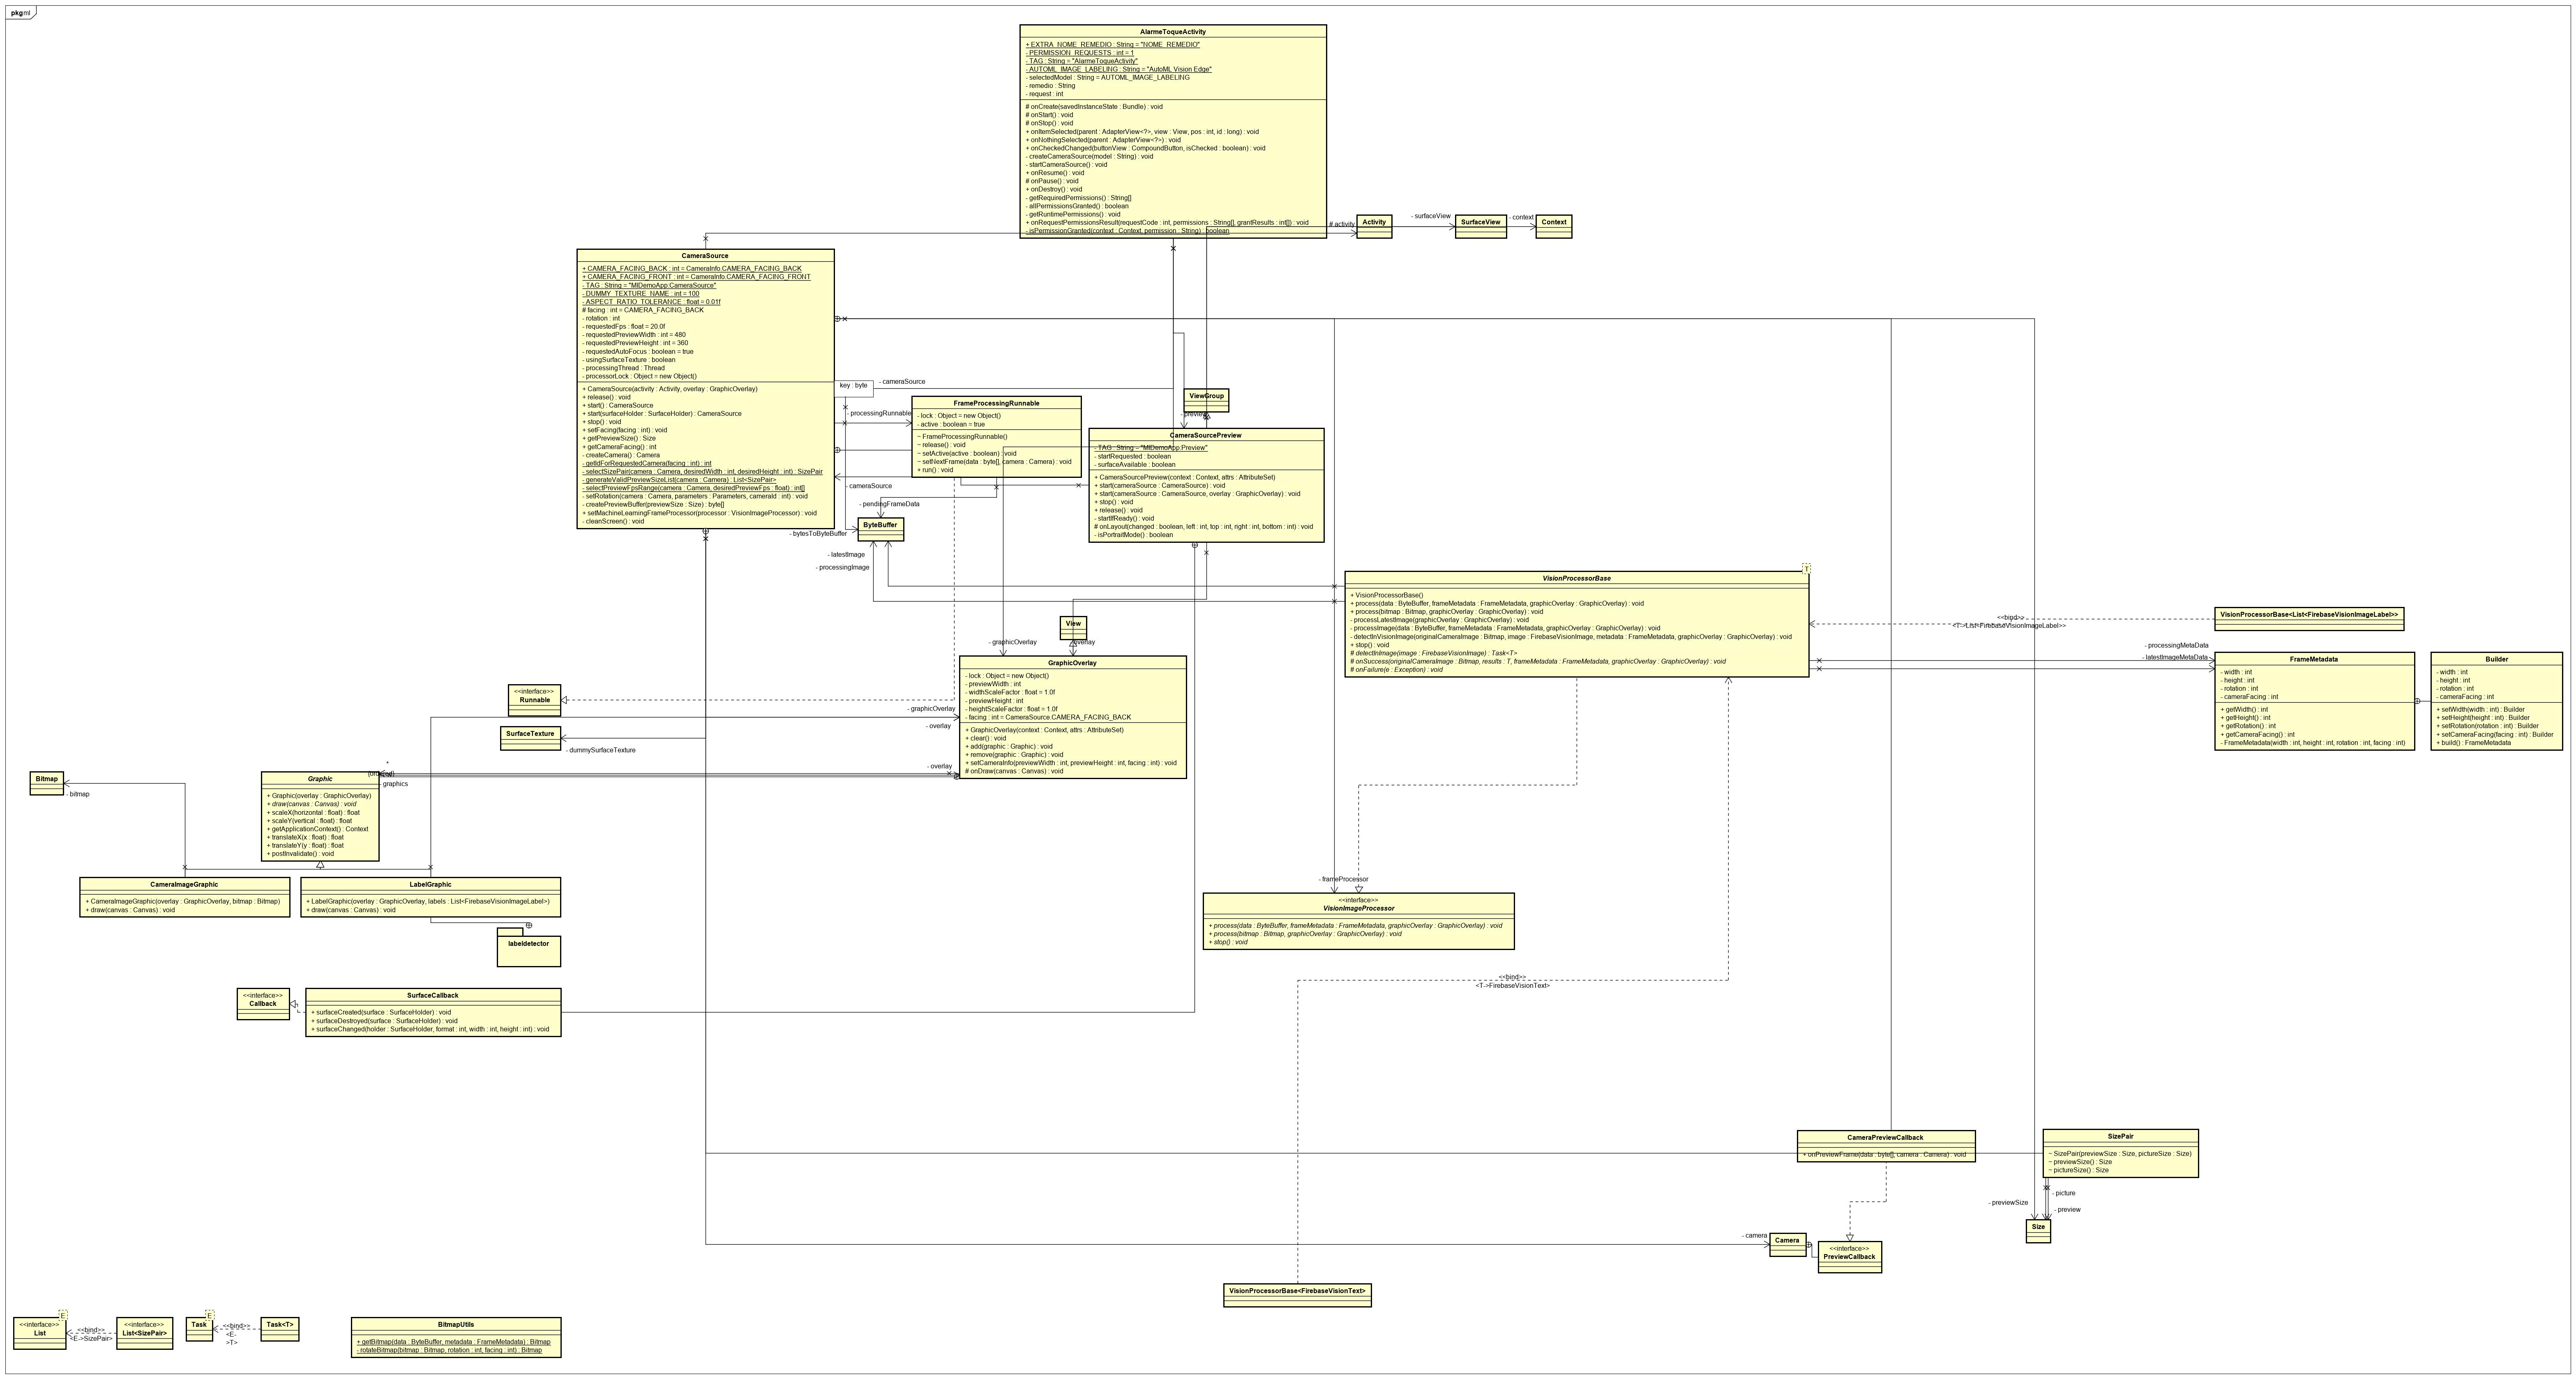 pkg ml
AlarmeToqueActivity
+ EXTRA_NOME_REMEDIO : String = "NOME_REMEDIO"
- PERMISSION_REQUESTS : int = 1
- TAG : String = "AlarmeToqueActivity"
- AUTOML_IMAGE_LABELING : String = "AutoML Vision Edge"
- selectedModel : String = AUTOML_IMAGE_LABELING
- remedio : String
- request : int
# onCreate(savedInstanceState : Bundle) : void
# onStart() : void
# onStop() : void
+ onItemSelected(parent : AdapterView<?>, view : View, pos : int, id : long) : void
+ onNothingSelected(parent : AdapterView<?>) : void
+ onCheckedChanged(buttonView : CompoundButton, isChecked : boolean) : void
- createCameraSource(model : String) : void
- startCameraSource() : void
+ onResume() : void
# onPause() : void
+ onDestroy() : void
- getRequiredPermissions() : String[]
- allPermissionsGranted() : boolean
- getRuntimePermissions() : void
+ onRequestPermissionsResult(requestCode : int, permissions : String[], grantResults : int[]) : void
- isPermissionGranted(context : Context, permission : String) : boolean
# activity
Activity
- surfaceView
SurfaceView
- context
Context
CameraSource
+ CAMERA_FACING_BACK : int = CameraInfo.CAMERA_FACING_BACK
+ CAMERA_FACING_FRONT : int = CameraInfo.CAMERA_FACING_FRONT
- TAG : String = "MIDemoApp:CameraSource"
- DUMMY_TEXTURE_NAME : int = 100
- ASPECT_RATIO_TOLERANCE : float = 0.01f
# facing : int = CAMERA_FACING_BACK
- rotation : int
- requestedFps : float = 20.0f
- requestedPreviewWidth : int = 480
- requestedPreviewHeight : int = 360
- requestedAutoFocus : boolean = true
- usingSurfaceTexture : boolean
- processingThread : Thread
- processorLock : Object = new Object()
+ CameraSource(activity : Activity, overlay : GraphicOverlay)
+ release() : void
+ start() : CameraSource
+ start(surfaceHolder : SurfaceHolder) : CameraSource
+ stop() : void
+ setFacing(facing : int) : void
+ getPreviewSize() : Size
+ getCameraFacing() : int
- createCamera() : Camera
- getIdForRequestedCamera(facing : int) : int
- selectSizePair(camera : Camera, desiredWidth : int, desiredHeight : int) : SizePair
- generateValidPreviewSizeList(camera : Camera) : List<SizePair>
- selectPreviewFpsRange(camera : Camera, desiredPreviewFps : float) : int[]
- setRotation(camera : Camera, parameters : Parameters, cameraId : int) : void
- createPreviewBuffer(previewSize : Size) : byte[]
+ setMachineLearningFrameProcessor(processor : VisionImageProcessor) : void
- cleanScreen() : void
key : byte
- cameraSource
- processingRunnable
FrameProcessingRunnable
- lock : Object = new Object()
- active : boolean = true
~ FrameProcessingRunnable()
~ release() : void
~ setActive(active : boolean) : void
~ setNextFrame(data : byte[], camera : Camera) : void
+ run() : void
ViewGroup
- preview
CameraSourcePreview
- TAG : String = "MIDemoApp:Preview"
- startRequested : boolean
- surfaceAvailable : boolean
+ CameraSourcePreview(context : Context, attrs : AttributeSet)
+ start(cameraSource : CameraSource) : void
+ start(cameraSource : CameraSource, overlay : GraphicOverlay) : void
+ stop() : void
+ release() : void
- startIfReady() : void
# onLayout(changed : boolean, left : int, top : int, right : int, bottom : int) : void
- isPortraitMode() : boolean
- cameraSource
- pendingFrameData
ByteBuffer
- bytesToByteBuffer
- latestImage
- processingImage
VisionProcessorBase
T
+ VisionProcessorBase()
+ process(data : ByteBuffer, frameMetadata : FrameMetadata, graphicOverlay : GraphicOverlay) : void
+ process(bitmap : Bitmap, graphicOverlay : GraphicOverlay) : void
- processLatestImage(graphicOverlay : GraphicOverlay) : void
- processImage(data : ByteBuffer, frameMetadata : FrameMetadata, graphicOverlay : GraphicOverlay) : void
- detectInVisionImage(originalCameraImage : Bitmap, image : FirebaseVisionImage, metadata : FrameMetadata, graphicOverlay : GraphicOverlay) : void
+ stop() : void
# detectInImage(image : FirebaseVisionImage) : Task<T>
# onSuccess(originalCameraImage : Bitmap, results : T, frameMetadata : FrameMetadata, graphicOverlay : GraphicOverlay) : void
# onFailure(e : Exception) : void
<<bind>>
<T->List<FirebaseVisionImageLabel>>
VisionProcessorBase<List<FirebaseVisionImageLabel>>
- processingMetaData
- latestImageMetaData
FrameMetadata
- width : int
- height : int
- rotation : int
- cameraFacing : int
+ getWidth() : int
+ getHeight() : int
+ getRotation() : int
+ getCameraFacing() : int
- FrameMetadata(width : int, height : int, rotation : int, facing : int)
Builder
- width : int
- height : int
- rotation : int
- cameraFacing : int
+ setWidth(width : int) : Builder
+ setHeight(height : int) : Builder
+ setRotation(rotation : int) : Builder
+ setCameraFacing(facing : int) : Builder
+ build() : FrameMetadata
View
- graphicOverlay
- overlay
GraphicOverlay
- lock : Object = new Object()
- previewWidth : int
- widthScaleFactor : float = 1.0f
- previewHeight : int
- heightScaleFactor : float = 1.0f
- facing : int = CameraSource.CAMERA_FACING_BACK
+ GraphicOverlay(context : Context, attrs : AttributeSet)
+ clear() : void
+ add(graphic : Graphic) : void
+ remove(graphic : Graphic) : void
+ setCameraInfo(previewWidth : int, previewHeight : int, facing : int) : void
# onDraw(canvas : Canvas) : void
<<interface>>
Runnable
- graphicOverlay
- overlay
SurfaceTexture
- dummySurfaceTexture
- overlay
*
{ordered}
- graphics
Bitmap
- bitmap
Graphic
+ Graphic(overlay : GraphicOverlay)
+ draw(canvas : Canvas) : void
+ scaleX(horizontal : float) : float
+ scaleY(vertical : float) : float
+ getApplicationContext() : Context
+ translateX(x : float) : float
+ translateY(y : float) : float
+ postInvalidate() : void
CameraImageGraphic
+ CameraImageGraphic(overlay : GraphicOverlay, bitmap : Bitmap)
+ draw(canvas : Canvas) : void
LabelGraphic
+ LabelGraphic(overlay : GraphicOverlay, labels : List<FirebaseVisionImageLabel>)
+ draw(canvas : Canvas) : void
labeldetector
- frameProcessor
<<interface>>
VisionImageProcessor
+ process(data : ByteBuffer, frameMetadata : FrameMetadata, graphicOverlay : GraphicOverlay) : void
+ process(bitmap : Bitmap, graphicOverlay : GraphicOverlay) : void
+ stop() : void
<<bind>>
<T->FirebaseVisionText>
<<interface>>
Callback
SurfaceCallback
+ surfaceCreated(surface : SurfaceHolder) : void
+ surfaceDestroyed(surface : SurfaceHolder) : void
+ surfaceChanged(holder : SurfaceHolder, format : int, width : int, height : int) : void
CameraPreviewCallback
+ onPreviewFrame(data : byte[], camera : Camera) : void
SizePair
~ SizePair(previewSize : Size, pictureSize : Size)
~ previewSize() : Size
~ pictureSize() : Size
- picture
- previewSize
- preview
Size
- camera
Camera
<<interface>>
PreviewCallback
VisionProcessorBase<FirebaseVisionText>
E
<<interface>>
List
<<bind>>
<E->SizePair>
<<interface>>
List<SizePair>
E
Task
<<bind>>
<E-
>T>
Task<T>
BitmapUtils
+ getBitmap(data : ByteBuffer, metadata : FrameMetadata) : Bitmap
- rotateBitmap(bitmap : Bitmap, rotation : int, facing : int) : Bitmap